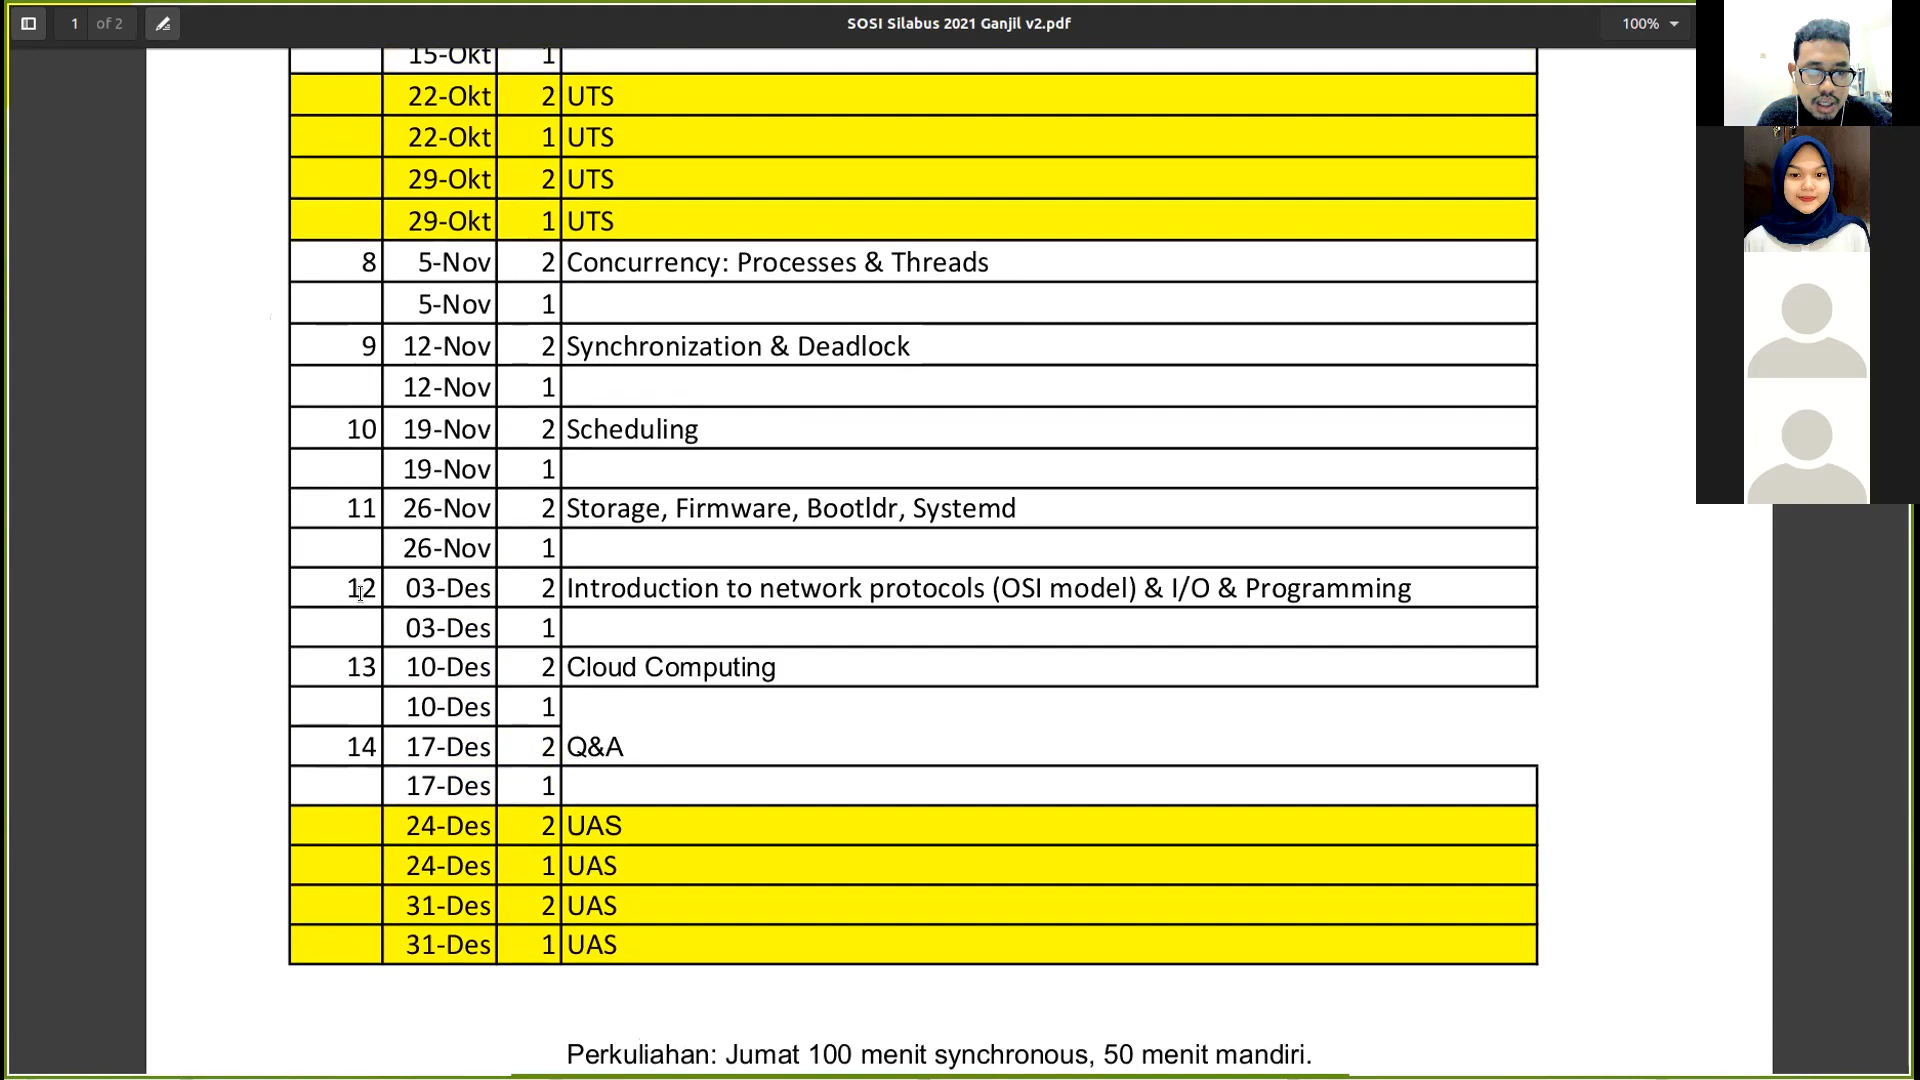 1 of 2 SOSI Silabus 2021 Ganjil v2.pdf 100%
15-Okt 1
22-Okt 2 UTS
22-Okt 1 UTS
29-Okt 2 UTS
29-Okt 1 UTS
8 5-Nov 2 Concurrency: Processes & Threads
5-Nov 1
9 12-Nov 2 Synchronization & Deadlock
12-Nov 1
10 19-Nov 2 Scheduling
19-Nov 1
11 26-Nov 2 Storage, Firmware, Bootldr, Systemd
26-Nov 1
12 03-Des 2 Introduction to network protocols (OSI model) & I/O & Programming
03-Des 1
13 10-Des 2 Cloud Computing
10-Des 1
14 17-Des 2 Q&A
17-Des 1
24-Des 2 UAS
24-Des 1 UAS
31-Des 2 UAS
31-Des 1 UAS
Perkuliahan: Jumat 100 menit synchronous, 50 menit mandiri.